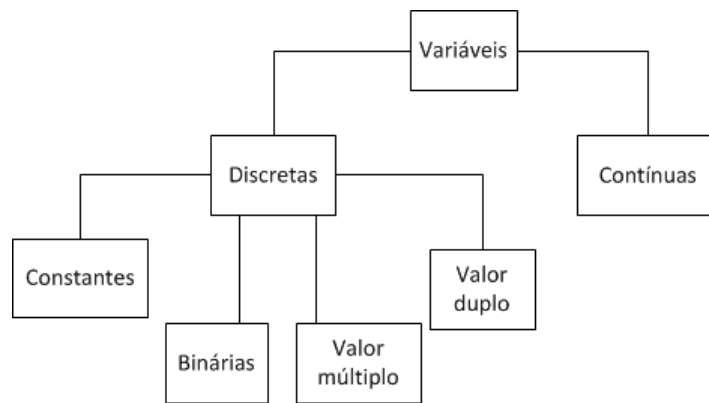 Variáveis
Discretas
Contínuas
Constantes
Valor
duplo
Binárias
Valor
múltiplo